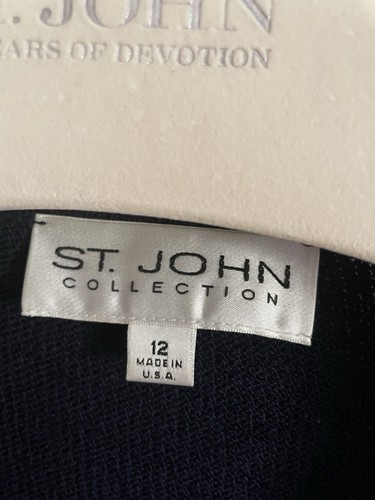 T. JOHN
EARS OF DEVOTION
ST. JOHN
COLLECTION
12
MADE IN
U.S.A.